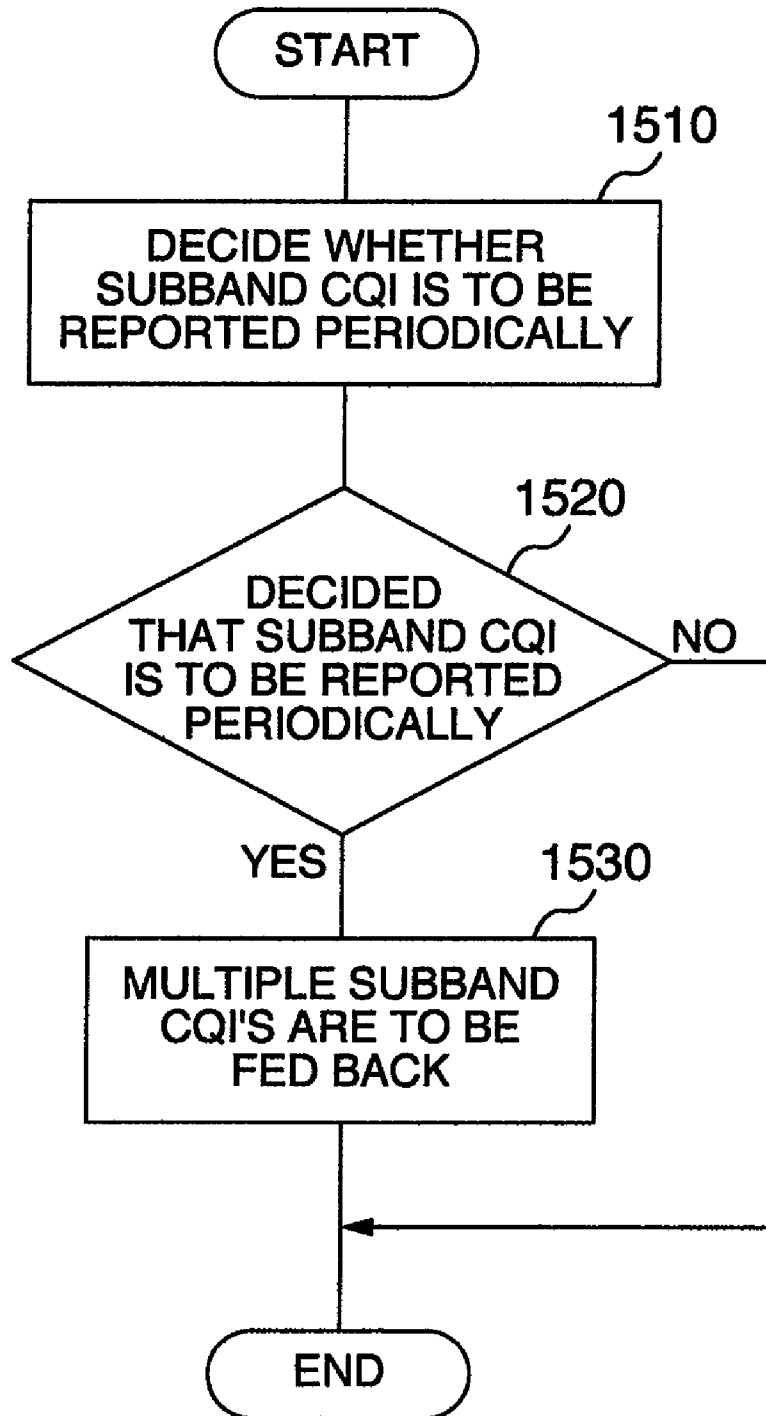 START
1510
DECIDE WHETHER
SUBBAND CQI IS TO BE
REPORTED PERIODICALLY
1520
DECIDED
THAT SUBBAND CQI
IS TO BE REPORTED
PERIODICALLY
NO
YES
1530
MULTIPLE SUBBAND
CQI'S ARE TO BE
FED BACK
END